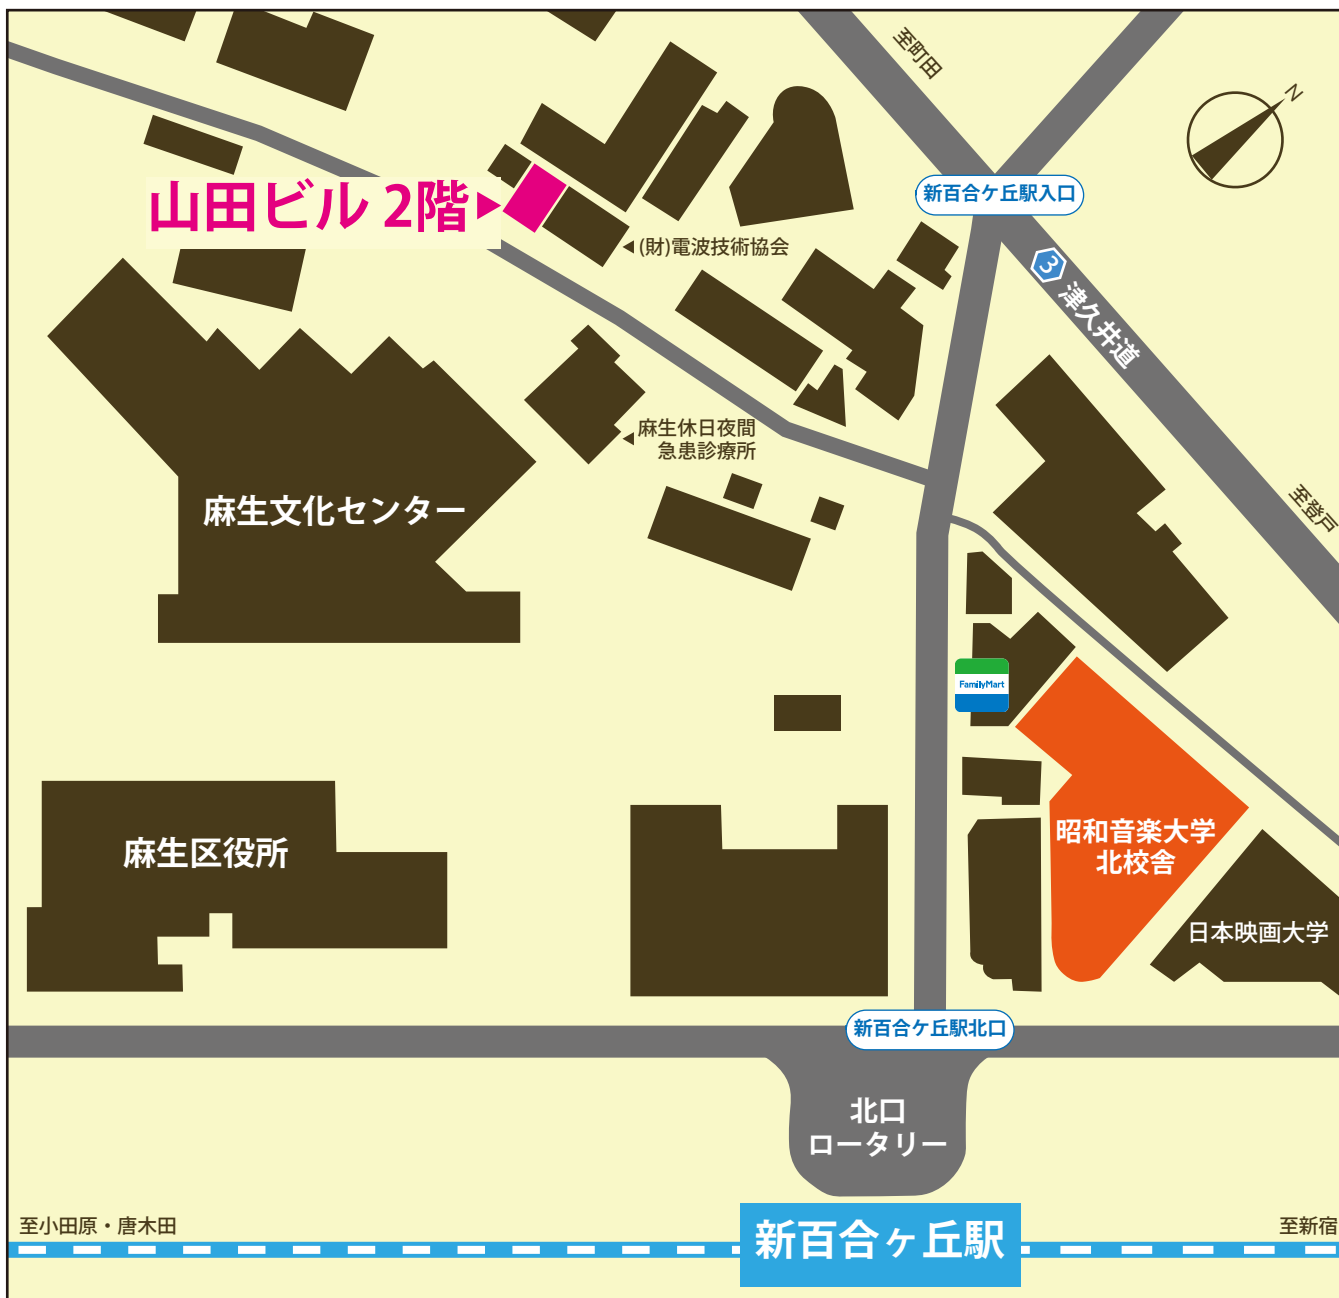 至町田
N
山田ビル 2階
新百合ケ丘駅入口
(財)電波技術協会
3
津久井道
麻生休日夜間
急患診療所
麻生文化センター
至登戸
FamilyMart
昭和音楽大学
北校舎
麻生区役所
日本映画大学
新百合ケ丘駅北口
北口
ロータリー
至小田原・唐木田
新百合ヶ丘駅
至新宿